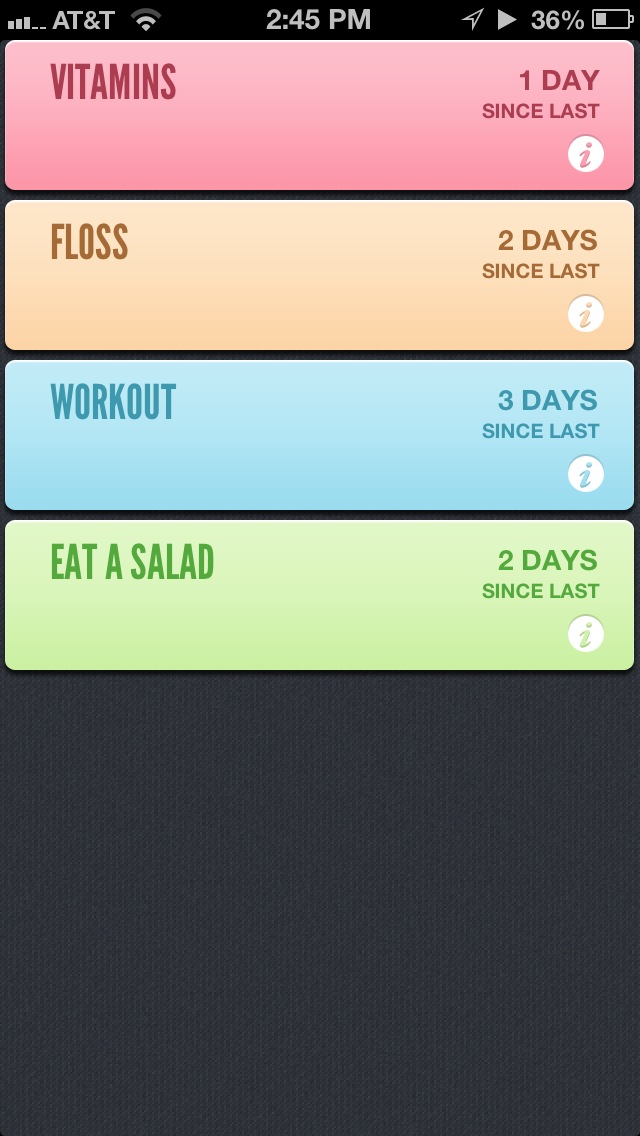 AT&T 2:45 PM 36%
VITAMINS
1 DAY
SINCE LAST
i
FLOSS
2 DAYS
SINCE LAST
i
WORKOUT
3 DAYS
SINCE LAST
i
EAT A SALAD
2 DAYS
SINCE LAST
i